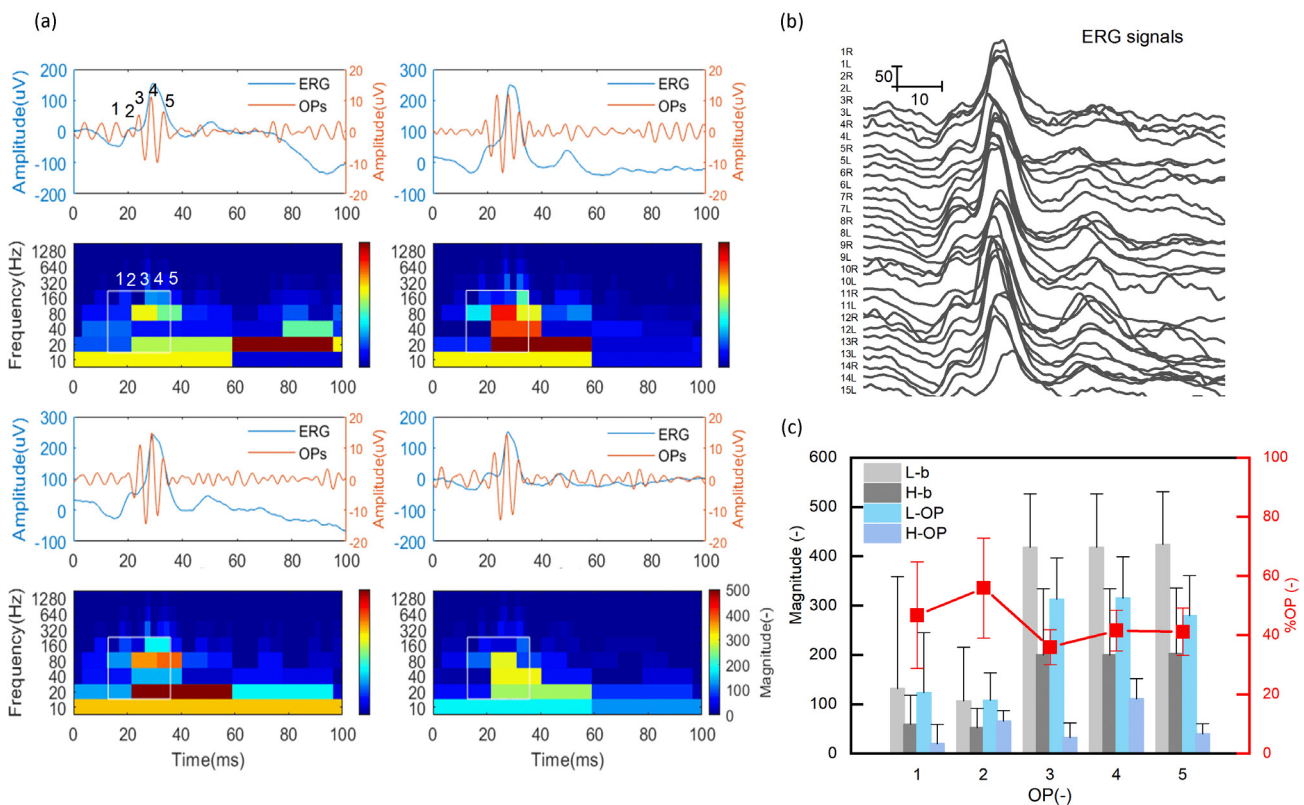 (a)
200
100
0
-100
-200
Amplitude(uV)
1 2 3 4 5
ERG
OPs
20
10
0
-10
-20
Amplitude(uV)
0 20 40 60 80 100
300
200
100
0
-100
Amplitude(uV)
ERG
OPs
20
10
0
-10
-20
Amplitude(uV)
0 20 40 60 80 100
1280
640
320
160
80
40
20
10
Frequency(Hz)
1 2 3 4 5
0 20 40 60 80 100
1280
640
320
160
80
40
20
10
0 20 40 60 80 100
300
200
100
0
-100
Amplitude(uV)
ERG
OPs
20
10
0
-10
-20
Amplitude(uV)
0 20 40 60 80 100
200
100
0
-100
-200
ERG
OPs
20
10
0
-10
-20
Amplitude(uV)
0 20 40 60 80 100
1280
640
320
160
80
40
20
10
Frequency(Hz)
0 20 40 60 80 100
Time(ms)
1280
640
320
160
80
40
20
10
0 20 40 60 80 100
Time(ms)
500
400
300
200
100
0
Magnitude(-)
(b)
ERG signals
50
10
1R
1L
2R
2L
3R
3L
4R
4L
5R
5L
6R
6L
7R
7L
8R
8L
9R
9L
10R
10L
11R
11L
12R
12L
13R
13L
14R
14L
15L
(c)
600
500
400
300
200
100
0
Magnitude (-)
L-b
H-b
L-OP
H-OP
100
80
60
40
20
0
%OP (-)
1 2 3 4 5
OP(-)